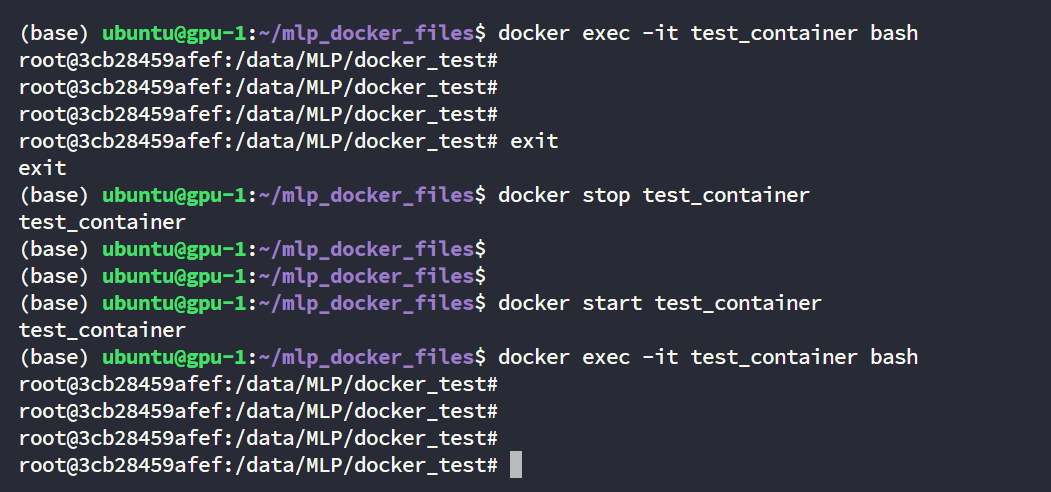 (base) ubuntu@gpu-1:~/mlp_docker_files$ docker exec -it test_container bash
root@3cb28459afef:/data/MLP/docker_test#
root@3cb28459afef:/data/MLP/docker_test#
root@3cb28459afef:/data/MLP/docker_test#
root@3cb28459afef:/data/MLP/docker_test# exit
exit
(base) ubuntu@gpu-1:~/mlp_docker_files$ docker stop test_container
test_container
(base) ubuntu@gpu-1:~/mlp_docker_files$
(base) ubuntu@gpu-1:~/mlp_docker_files$
(base) ubuntu@gpu-1:~/mlp_docker_files$ docker start test_container
test_container
(base) ubuntu@gpu-1:~/mlp_docker_files$ docker exec -it test_container bash
root@3cb28459afef:/data/MLP/docker_test#
root@3cb28459afef:/data/MLP/docker_test#
root@3cb28459afef:/data/MLP/docker_test#
root@3cb28459afef:/data/MLP/docker_test#